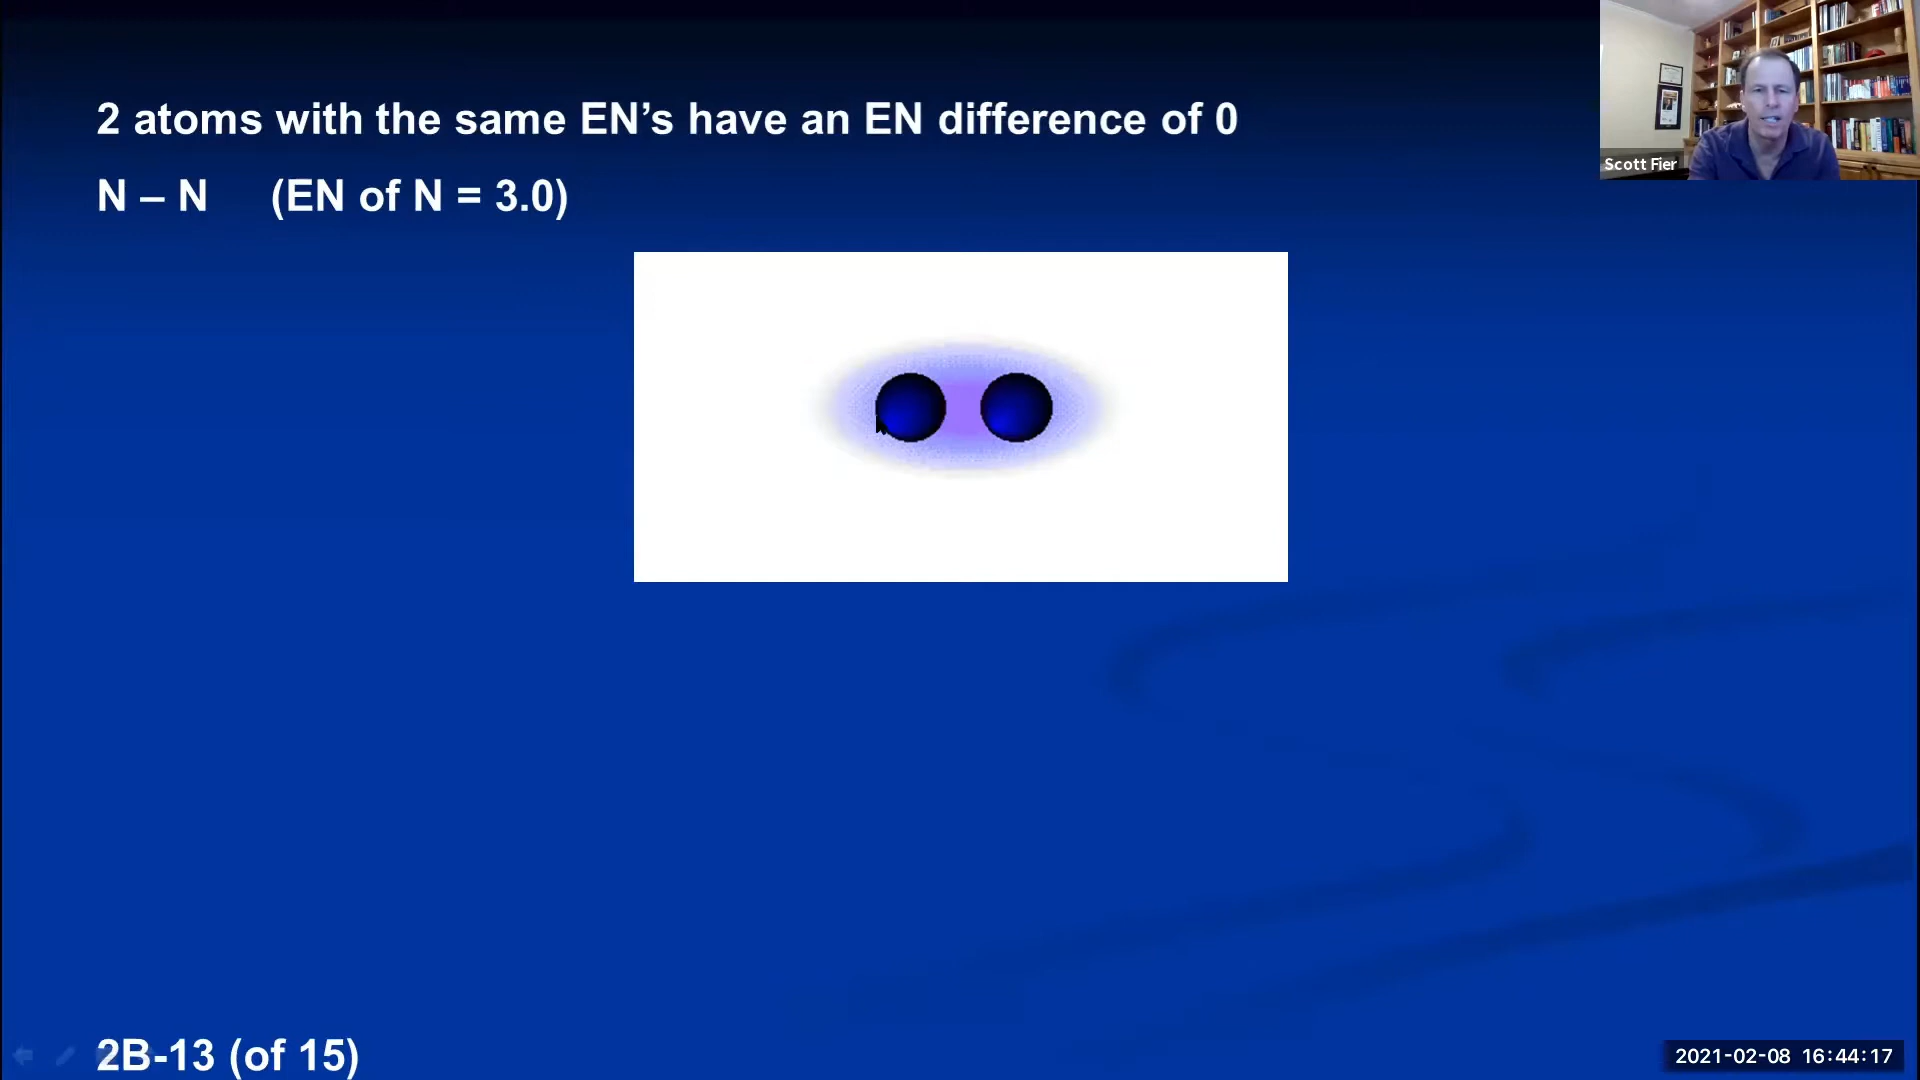 2 atoms with the same EN’s have an EN difference of 0
N – N (EN of N = 3.0)
Scott Fier
2B-13 (of 15)
2021-02-08 16:44:17